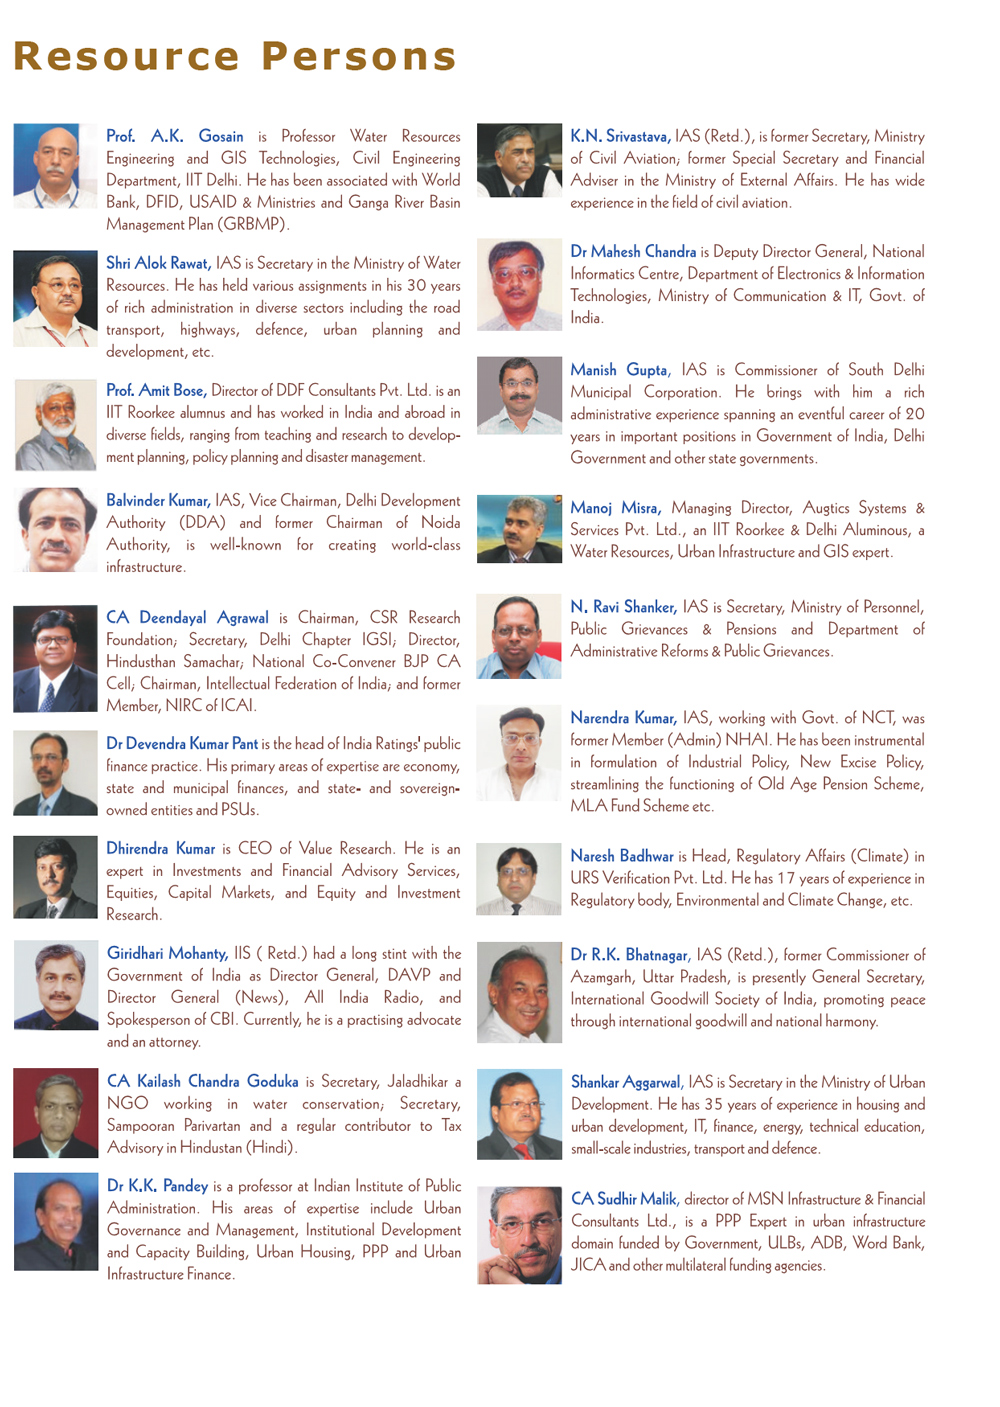 Resource Persons
Prof. A.K. Gosain is Professor Water Resources
Engineering and GIS Technologies, Civil Engineering
Department, IIT Delhi. He has been associated with World
Bank, DFID, USAID & Ministries and Ganga River Basin
Management Plan (GRBMP).
Shri Alok Rawat, IAS is Secretary in the Ministry of Water
Resources. He has held various assignments in his 30 years
of rich administration in diverse sectors including the road
transport, highways, defence, urban planning and
development, etc.
Prof. Amit Bose, Director of DDF Consultants Pvt. Ltd. is an
IIT Roorkee alumnus and has worked in India and abroad in
diverse fields, ranging from teaching and research to develop-
ment planning, policy planning and disaster management.
Balvinder Kumar, IAS, Vice Chairman, Delhi Development
Authority (DDA) and former Chairman of Noida
Authority, is well-known for creating world-class
infrastructure.
CA Deendayal Agrawal is Chairman, CSR Research
Foundation; Secretary, Delhi Chapter IGSI; Director,
Hindusthan Samachar; National Co-Convener BJP CA
Cell; Chairman, Intellectual Federation of India; and former
Member, NIRC of ICAI.
Dr Devendra Kumar Pant is the head of India Ratings' public
finance practice. His primary areas of expertise are economy,
state and municipal finances, and state- and sovereign-
owned entities and PSUs.
Dhirendra Kumar is CEO of Value Research. He is an
expert in Investments and Financial Advisory Services,
Equities, Capital Markets, and Equity and Investment
Research.
Giridhari Mohanty, IIS ( Retd.) had a long stint with the
Government of India as Director General, DAVP and
Director General (News), All India Radio, and
Spokesperson of CBI. Currently, he is a practising advocate
and an attorney.
CA Kailash Chandra Goduka is Secretary, Jaladhikar a
NGO working in water conservation; Secretary,
Sampooran Parivartan and a regular contributor to Tax
Advisory in Hindustan (Hindi).
Dr K.K. Pandey is a professor at Indian Institute of Public
Administration. His areas of expertise include Urban
Governance and Management, Institutional Development
and Capacity Building, Urban Housing, PPP and Urban
Infrastructure Finance.
K.N. Srivastava, IAS (Retd.), is former Secretary, Ministry
of Civil Aviation; former Special Secretary and Financial
Adviser in the Ministry of External Affairs. He has wide
experience in the field of civil aviation.
Dr Mahesh Chandra is Deputy Director General, National
Informatics Centre, Department of Electronics & Information
Technologies, Ministry of Communication & IT, Govt. of
India.
Manish Gupta, IAS is Commissioner of South Delhi
Municipal Corporation. He brings with him a rich
administrative experience spanning an eventful career of 20
years in important positions in Government of India, Delhi
Government and other state governments.
Manoj Misra, Managing Director, Augtics Systems &
Services Pvt. Ltd., an IIT Roorkee & Delhi Aluminous, a
Water Resources, Urban Infrastructure and GIS expert.
N. Ravi Shanker, IAS is Secretary, Ministry of Personnel,
Public Grievances & Pensions and Department of
Administrative Reforms & Public Grievances.
Narendra Kumar, IAS, working with Govt. of NCT, was
former Member (Admin) NHAI. He has been instrumental
in formulation of Industrial Policy, New Excise Policy,
streamlining the functioning of Old Age Pension Scheme,
MLA Fund Scheme etc.
Naresh Badhwar is Head, Regulatory Affairs (Climate) in
URS Verification Pvt. Ltd. He has 17 years of experience in
Regulatory body, Environmental and Climate Change, etc.
Dr R.K. Bhatnagar, IAS (Retd.), former Commissioner of
Azamgarh, Uttar Pradesh, is presently General Secretary,
International Goodwill Society of India, promoting peace
through international goodwill and national harmony.
Shankar Aggarwal, IAS is Secretary in the Ministry of Urban
Development. He has 35 years of experience in housing and
urban development, IT, finance, energy, technical education,
small-scale industries, transport and defence.
CA Sudhir Malik, director of MSN Infrastructure & Financial
Consultants Ltd., is a PPP Expert in urban infrastructure
domain funded by Government, ULBs, ADB, Word Bank,
JICA and other multilateral funding agencies.